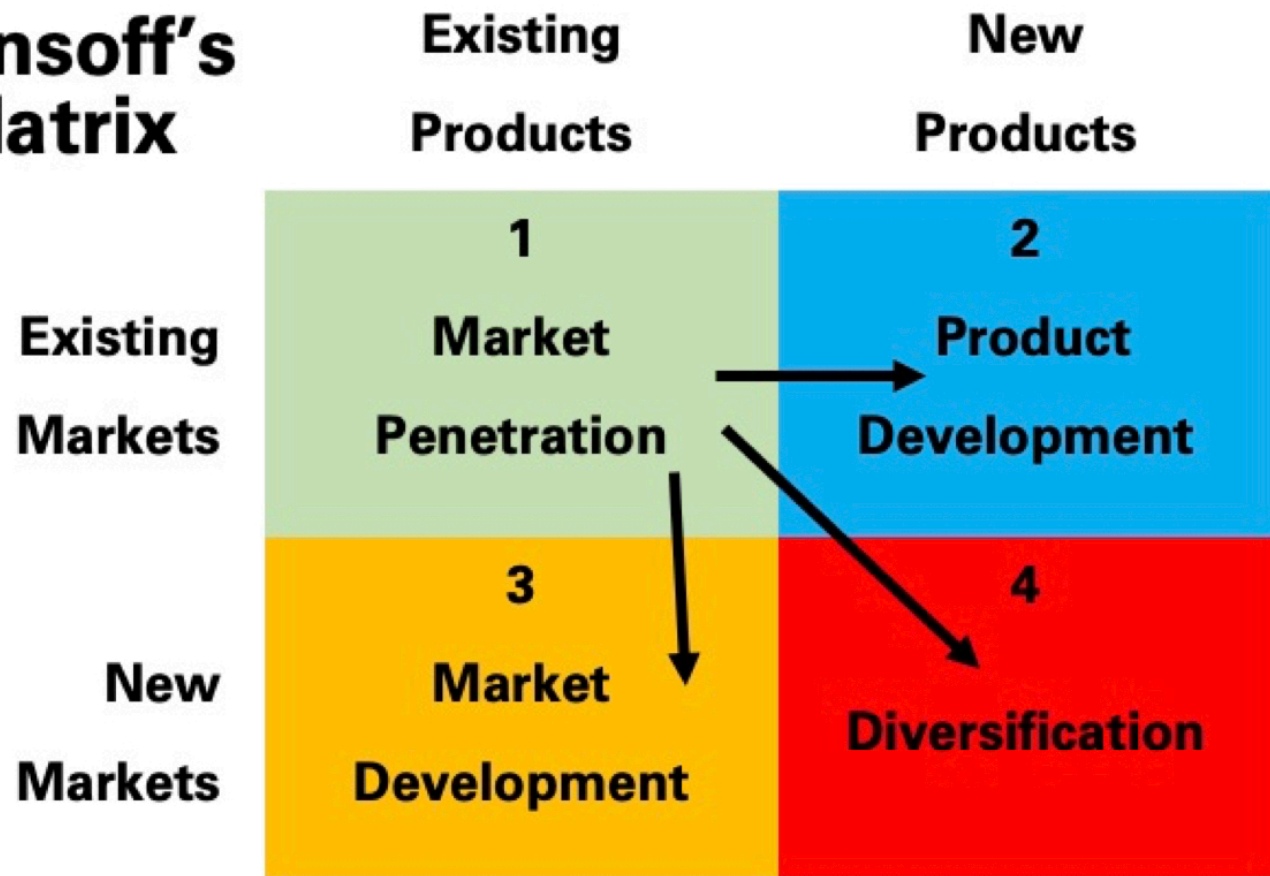 nsoff's
latrix
Existing
Products
New
Products
Existing
Markets
1
Market
Penetration
2
Product
Development
New
Markets
3
Market
Development
4
Diversification